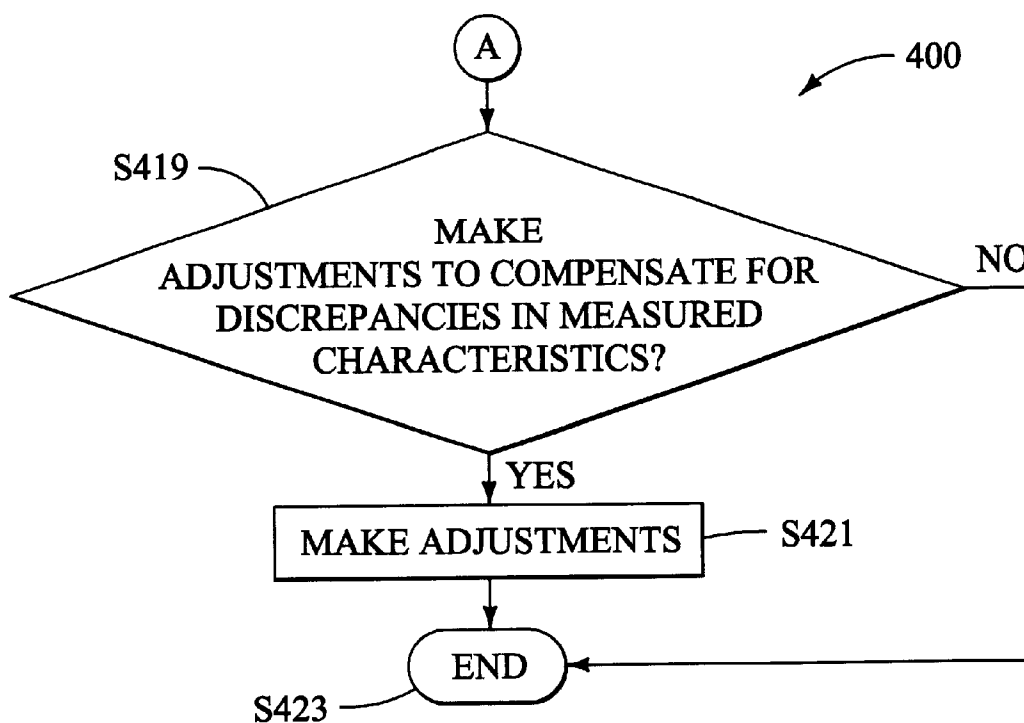 A
400
S419
MAKE
ADJUSTMENTS TO COMPENSATE FOR
DISCREPANCIES IN MEASURED
CHARACTERISTICS?
NO
YES
MAKE ADJUSTMENTS
S421
END
S423